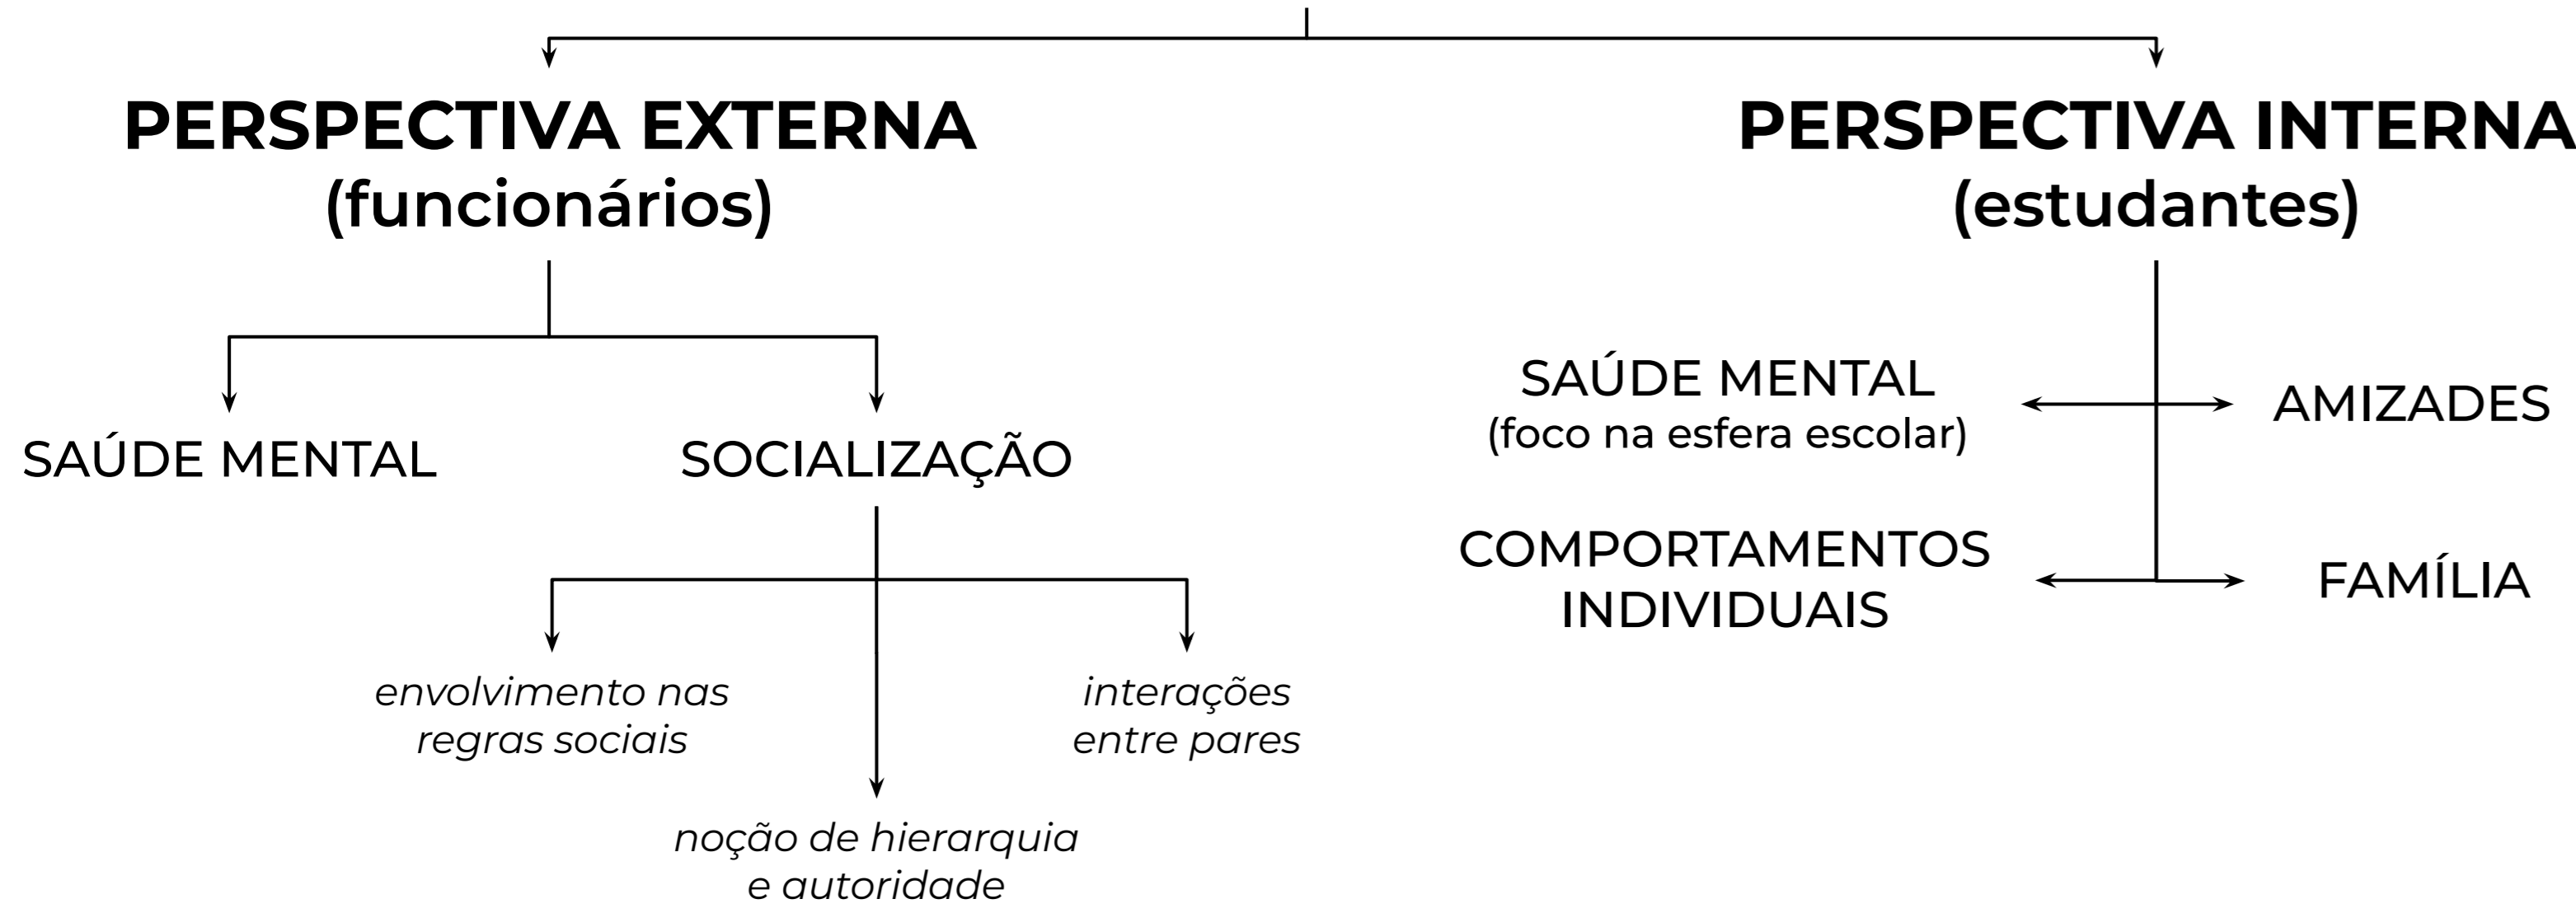 PERSPECTIVA EXTERNA
(funcionários)
PERSPECTIVA INTERNA
(estudantes)
SAÚDE MENTAL
SOCIALIZAÇÃO
envolvimento nas
regras sociais
noção de hierarquia
e autoridade
interações
entre pares
SAÚDE MENTAL
(foco na esfera escolar)
AMIZADES
COMPORTAMENTOS
INDIVIDUAIS
FAMÍLIA